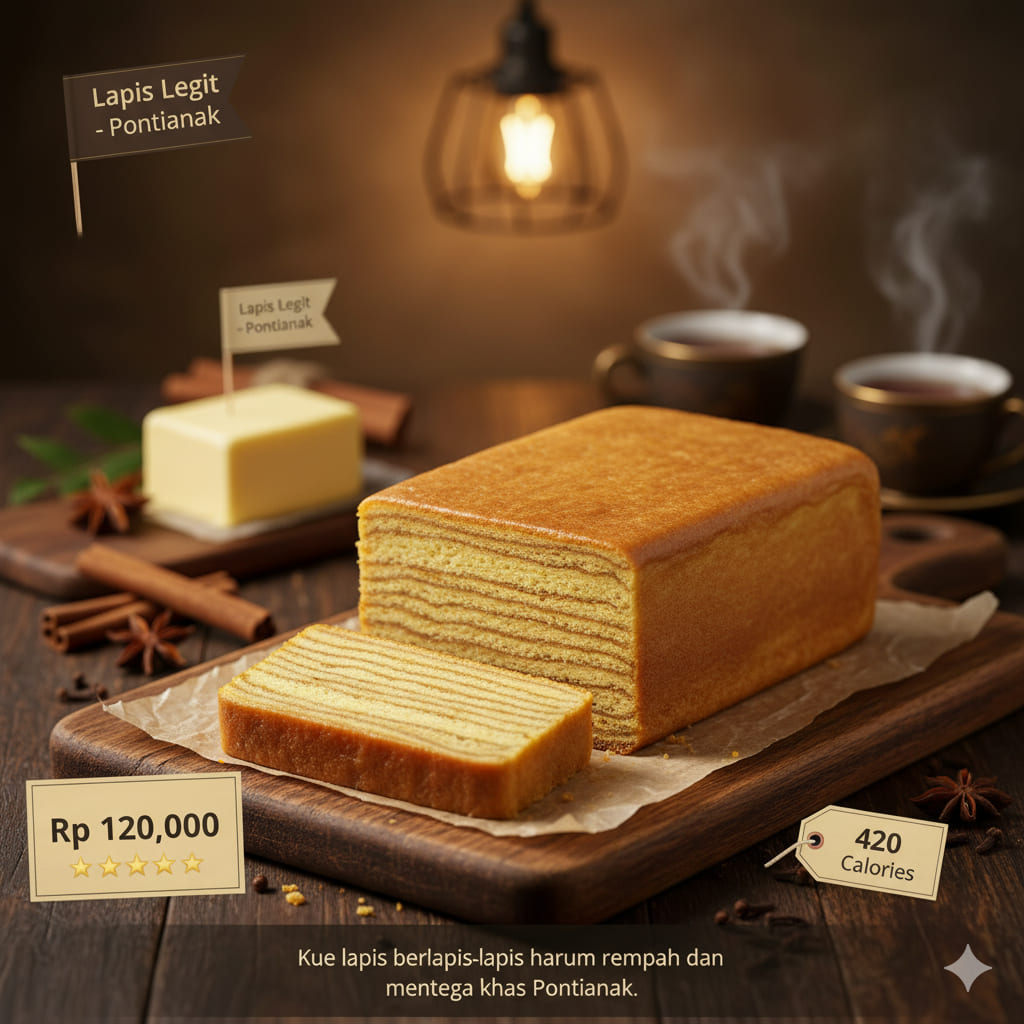 Lapis Legit
- Pontianak
Lapis Legit
- Pontianak
Rp 120,000
420
Calories
Kue lapis berlapis-lapis harum rempah dan
mentega khas Pontianak.